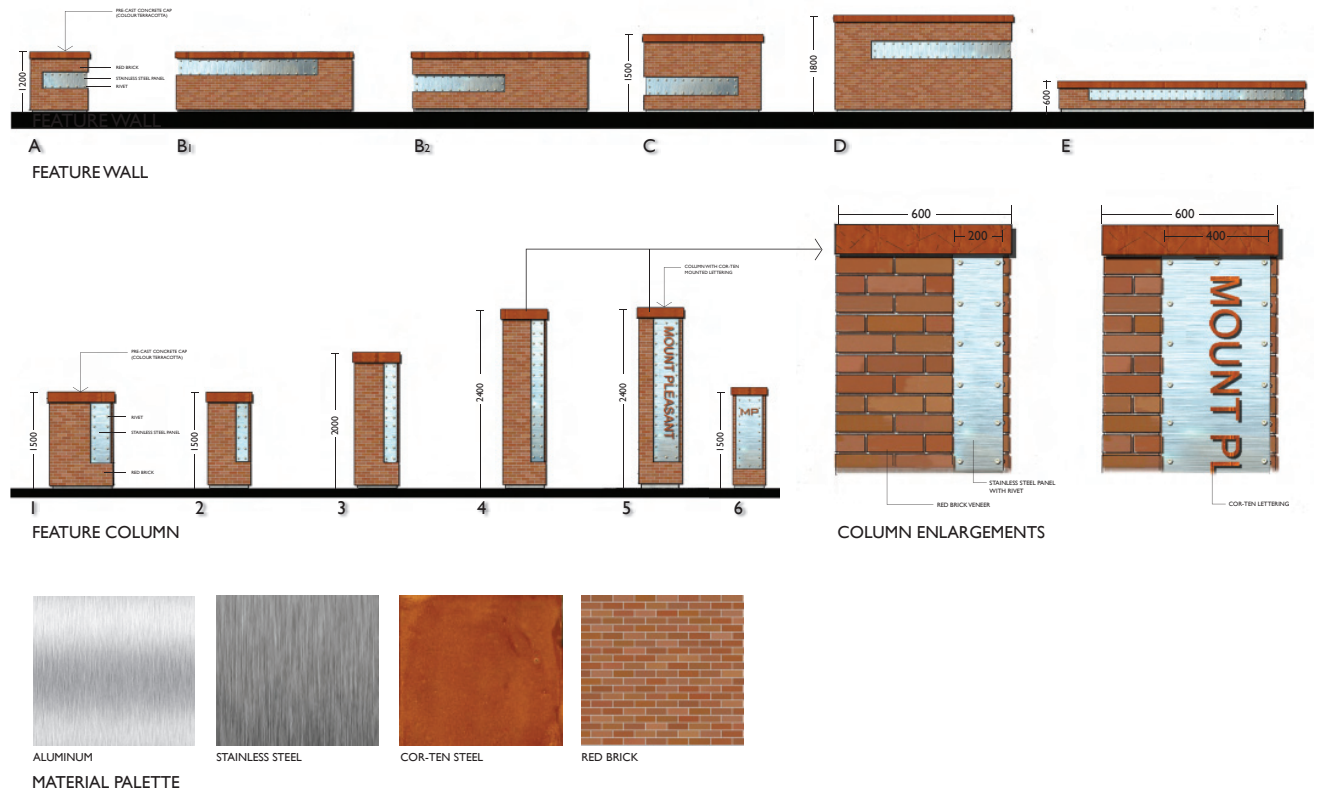 PRE-CAST CONCRETE CAP
(COLOUR TERRACOTTA)
RED BRICK
STAINLESS STEEL PANEL
RIVET
1200
1500
1800
600
FEATURE WALL
A
B1
B2
C
D
E
FEATURE WALL
PRE-CAST CONCRETE CAP
(COLOUR TERRACOTTA)
RIVET
STAINLESS STEEL PANEL
RED BRICK
COLUMN WITH COR-TEN
MOUNTED LETTERING
1500
1500
2000
2400
2400
1500
MOUNT PLEASANT
MP
1
2
3
4
5
6
FEATURE COLUMN
600
200
STAINLESS STEEL PANEL
WITH RIVET
RED BRICK VENEER
600
400
MOUNT PL
COR-TEN LETTERING
COLUMN ENLARGEMENTS
ALUMINUM
STAINLESS STEEL
COR-TEN STEEL
RED BRICK
MATERIAL PALETTE